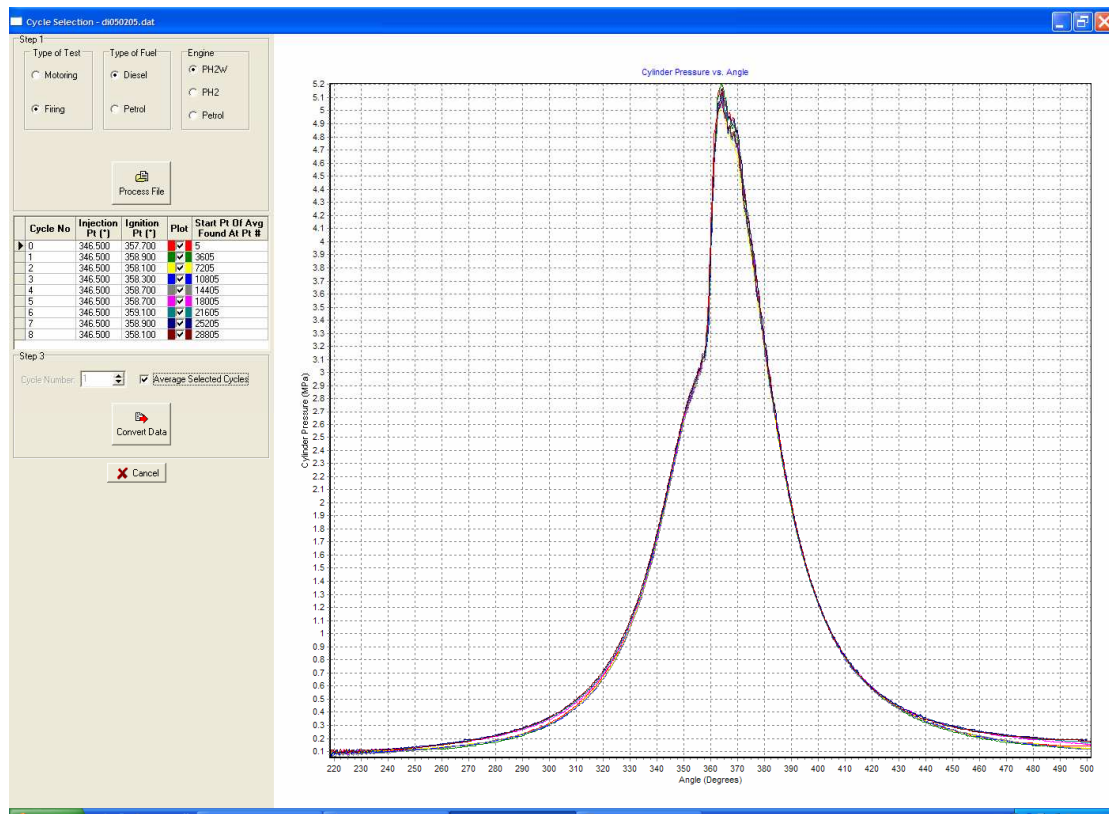 Cycle Selection - di050205.dat
Step 1
Type of Test
Type of Fuel
Engine
Motoring
Diesel
PH2W
PH2
Firing
Petrol
Petrol
Process File
Cycle No Injection Pt (°) Ignition Pt (°) Plot Start Pt Of Avg Found At Pt #
0 346.500 357.700 5
1 346.500 358.900 3605
2 346.500 358.100 7205
3 346.500 358.300 10805
4 346.500 358.700 14405
5 346.500 358.700 18005
6 346.500 359.100 21605
7 346.500 358.900 25205
8 346.500 358.100 28805
Step 3
Cycle Number 1 Average Selected Cycles
Convert Data
Cancel
Cylinder Pressure vs. Angle
Cylinder Pressure (MPa)
5.2
5.1
5
4.9
4.8
4.7
4.6
4.5
4.4
4.3
4.2
4.1
4
3.9
3.8
3.7
3.6
3.5
3.4
3.3
3.2
3.1
3
2.9
2.8
2.7
2.6
2.5
2.4
2.3
2.2
2.1
2
1.9
1.8
1.7
1.6
1.5
1.4
1.3
1.2
1.1
1
0.9
0.8
0.7
0.6
0.5
0.4
0.3
0.2
0.1
220 230 240 250 260 270 280 290 300 310 320 330 340 350 360 370 380 390 400 410 420 430 440 450 460 470 480 490 500
Angle (Degrees)